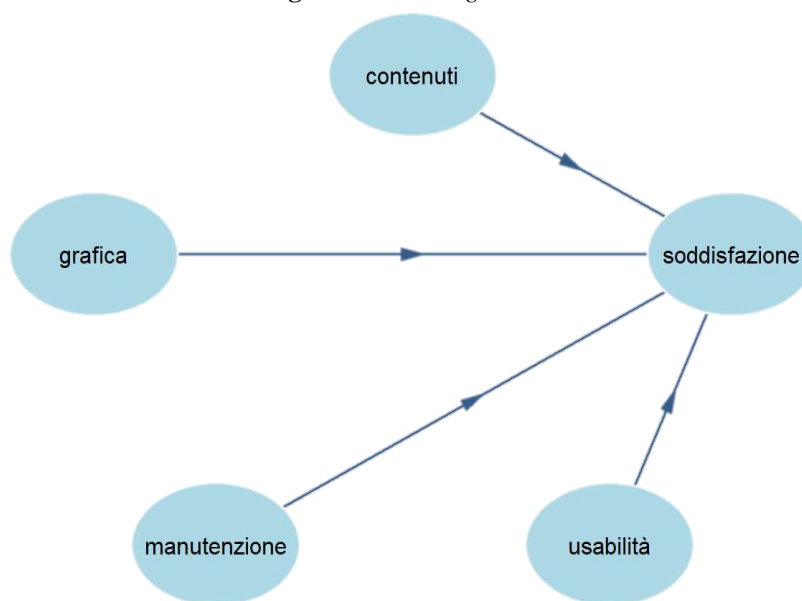 contenuti
grafica
soddisfazione
manutenzione
usabilità